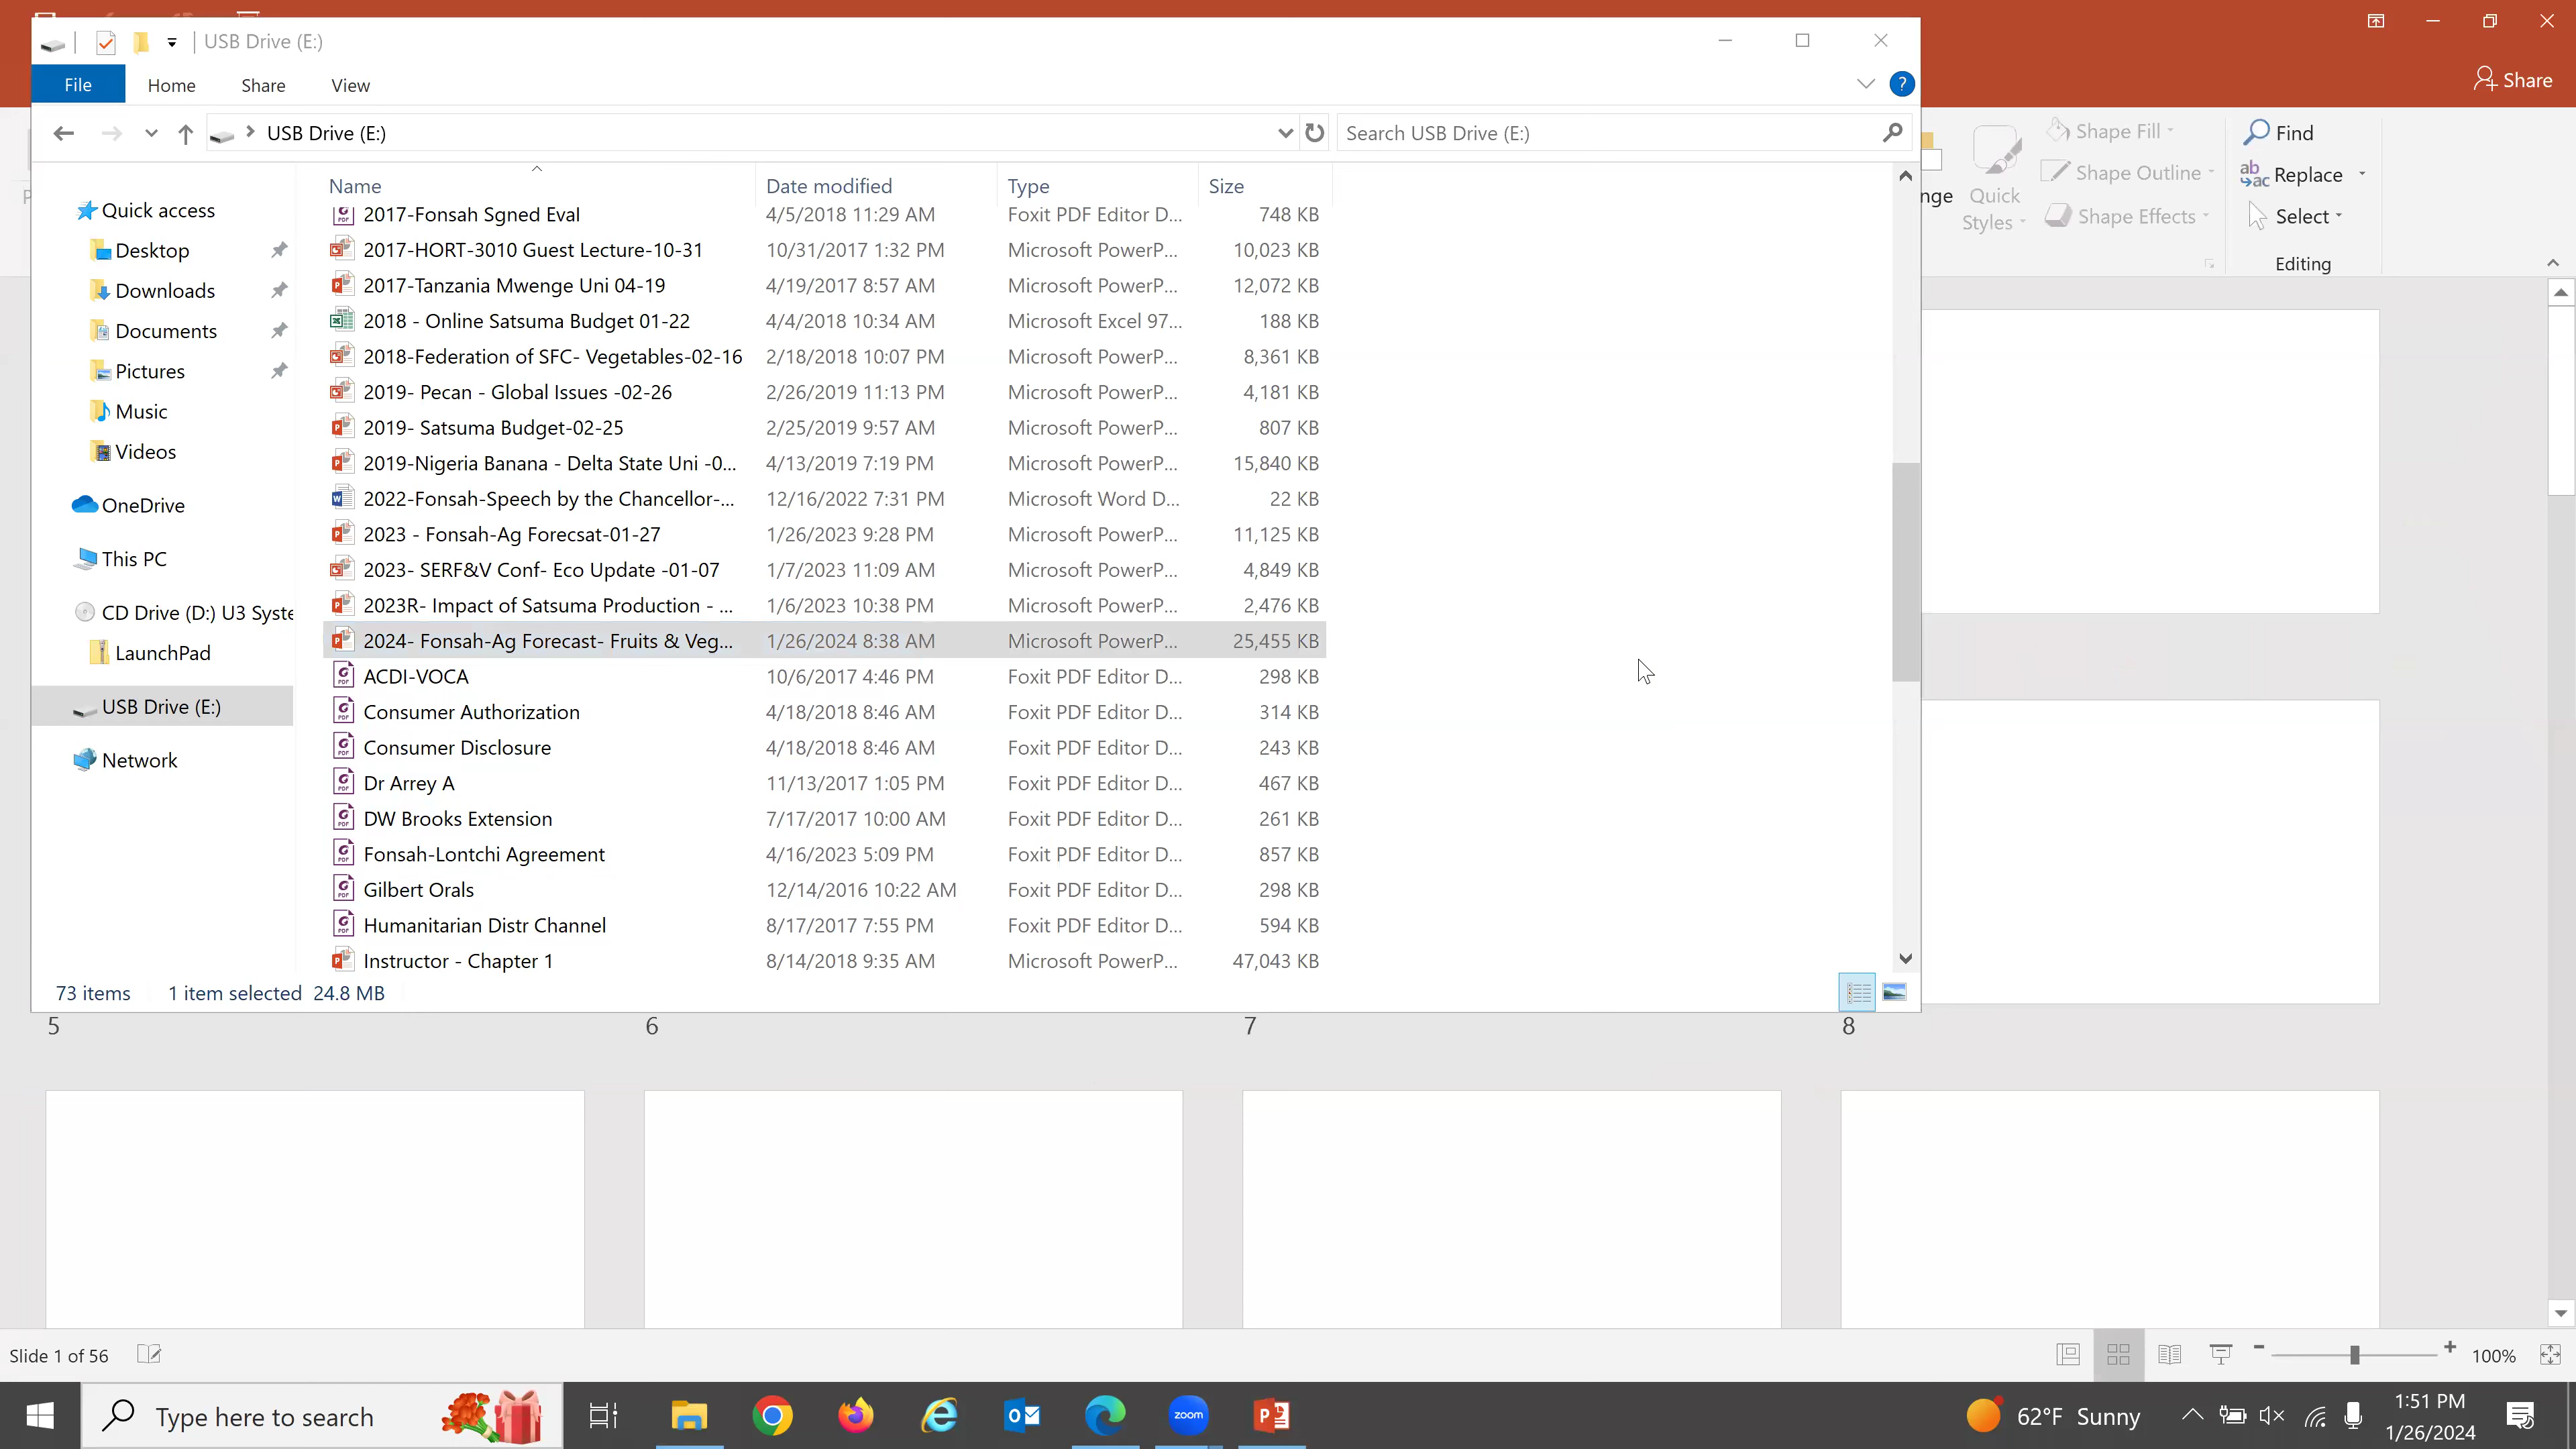 USB Drive (E:)
Share
File Home Share View
USB Drive (E:) Search USB Drive (E:)
Shape Fill Find
Shape Outline Replace
nge Quick
Styles Shape Effects Select
Editing
Name Date modified Type Size
Quick access
Desktop
Downloads
Documents
Pictures
Music
Videos
OneDrive
This PC
CD Drive (D:) U3 Syste
LaunchPad
USB Drive (E:)
Network
2017-Fonsah Sgned Eval 4/5/2018 11:29 AM Foxit PDF Editor D... 748 KB
2017-HORT-3010 Guest Lecture-10-31 10/31/2017 1:32 PM Microsoft PowerP... 10,023 KB
2017-Tanzania Mwenge Uni 04-19 4/19/2017 8:57 AM Microsoft PowerP... 12,072 KB
2018 - Online Satsuma Budget 01-22 4/4/2018 10:34 AM Microsoft Excel 97... 188 KB
2018-Federation of SFC- Vegetables-02-16 2/18/2018 10:07 PM Microsoft PowerP... 8,361 KB
2019- Pecan - Global Issues -02-26 2/26/2019 11:13 PM Microsoft PowerP... 4,181 KB
2019- Satsuma Budget-02-25 2/25/2019 9:57 AM Microsoft PowerP... 807 KB
2019-Nigeria Banana - Delta State Uni -0... 4/13/2019 7:19 PM Microsoft PowerP... 15,840 KB
2022-Fonsah-Speech by the Chancellor-... 12/16/2022 7:31 PM Microsoft Word D... 22 KB
2023 - Fonsah-Ag Forecsat-01-27 1/26/2023 9:28 PM Microsoft PowerP... 11,125 KB
2023- SERF&V Conf- Eco Update -01-07 1/7/2023 11:09 AM Microsoft PowerP... 4,849 KB
2023R- Impact of Satsuma Production - ... 1/6/2023 10:38 PM Microsoft PowerP... 2,476 KB
2024- Fonsah-Ag Forecast- Fruits & Veg... 1/26/2024 8:38 AM Microsoft PowerP... 25,455 KB
ACDI-VOCA 10/6/2017 4:46 PM Foxit PDF Editor D... 298 KB
Consumer Authorization 4/18/2018 8:46 AM Foxit PDF Editor D... 314 KB
Consumer Disclosure 4/18/2018 8:46 AM Foxit PDF Editor D... 243 KB
Dr Arrey A 11/13/2017 1:05 PM Foxit PDF Editor D... 467 KB
DW Brooks Extension 7/17/2017 10:00 AM Foxit PDF Editor D... 261 KB
Fonsah-Lontchi Agreement 4/16/2023 5:09 PM Foxit PDF Editor D... 857 KB
Gilbert Orals 12/14/2016 10:22 AM Foxit PDF Editor D... 298 KB
Humanitarian Distr Channel 8/17/2017 7:55 PM Foxit PDF Editor D... 594 KB
Instructor - Chapter 1 8/14/2018 9:35 AM Microsoft PowerP... 47,043 KB
73 items 1 item selected 24.8 MB
5 6 7 8
Slide 1 of 56 100%
Type here to search zoom 62°F Sunny 1:51 PM
1/26/2024